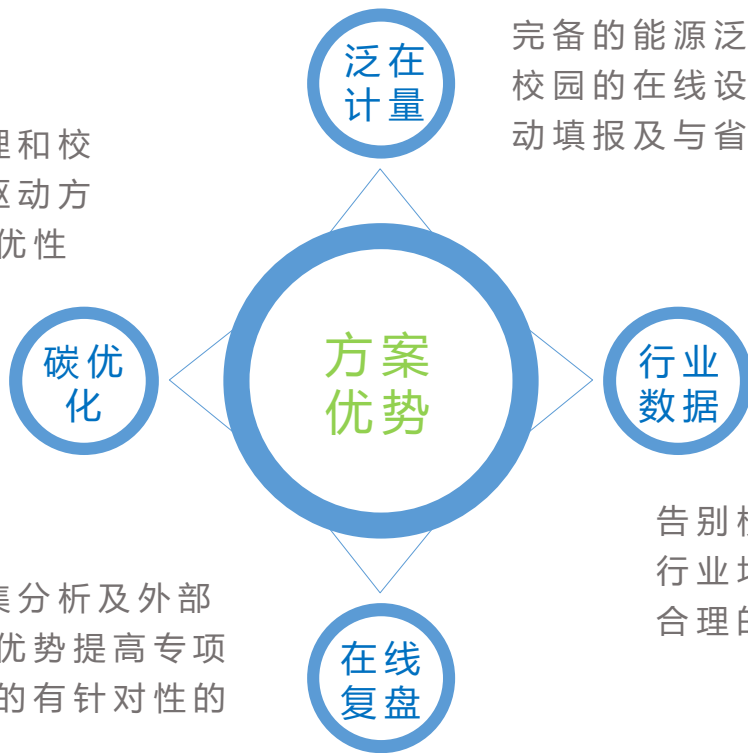 泛在
计量
完备的能源泛
校园的在线设
动填报及与省
理和校
区动方
优性
碳优
化
方案
优势
行业
数据
告别
行业
合理的
集分析及外部
优势提高专项
的有针对性的
在线
复盘